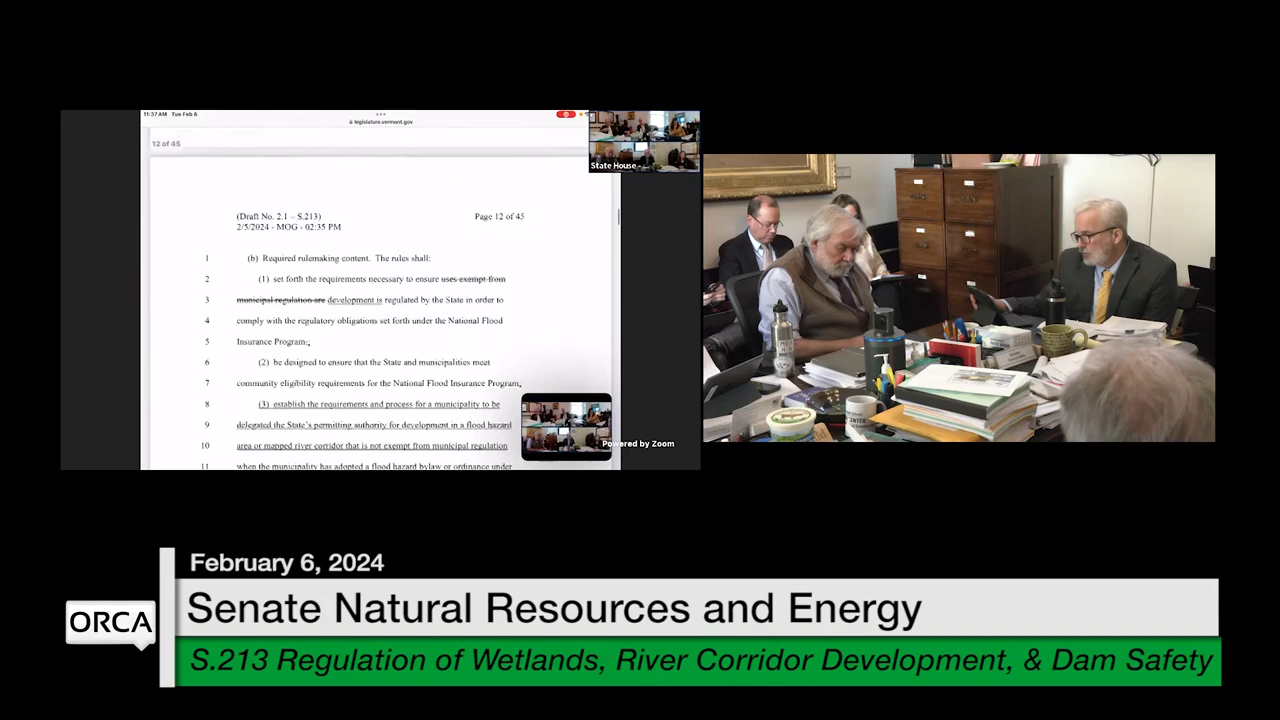 11:37 AM Tue Feb 6
legislature.vermont.gov
12 of 45
State House
(Draft No. 2.1 – S.213) Page 12 of 45
2/5/2024 - MOG - 02:35 PM
1 (b) Required rulemaking content. The rules shall:
2 (1) set forth the requirements necessary to ensure uses exempt from
3 municipal regulation are development is regulated by the State in order to
4 comply with the regulatory obligations set forth under the National Flood
5 Insurance Program.;
6 (2) be designed to ensure that the State and municipalities meet
7 community eligibility requirements for the National Flood Insurance Program;
8 (3) establish the requirements and process for a municipality to be
9 delegated the State's permitting authority for development in a flood hazard
10 area or mapped river corridor that is not exempt from municipal regulation
11 when the municipality has adopted a flood hazard bylaw or ordinance under
Powered by Zoom
February 6, 2024
ORCA
Senate Natural Resources and Energy
S.213 Regulation of Wetlands, River Corridor Development, & Dam Safety